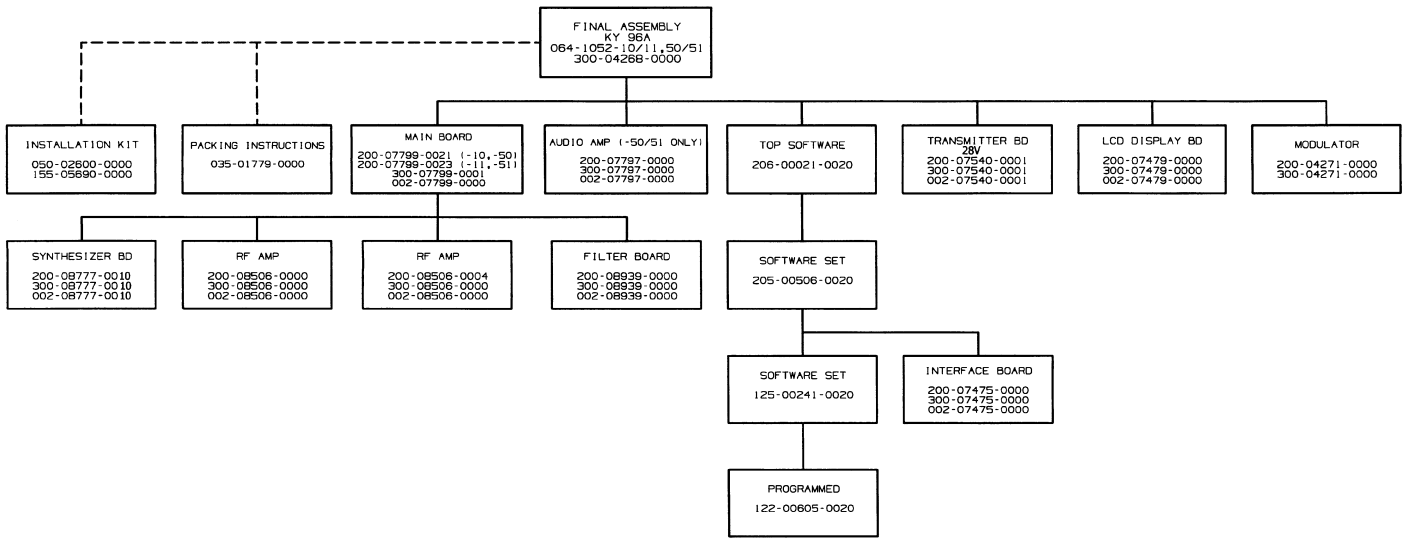 FINAL ASSEMBLY
KY 96A
064-1052-10/11,50/51
300-04268-0000
INSTALLATION KIT
050-02600-0000
155-05690-0000
PACKING INSTRUCTIONS
035-01779-0000
MAIN BOARD
200-07799-0021 (-10,-50)
200-07799-0023 (-11,-51)
300-07799-0001
002-07799-0000
AUDIO AMP (-50/51 ONLY)
200-07797-0000
300-07797-0000
002-07797-0000
TOP SOFTWARE
206-00021-0020
TRANSMITTER BD
28V
200-07540-0001
300-07540-0001
002-07540-0001
LCD DISPLAY BD
200-07479-0000
300-07479-0000
002-07479-0000
MODULATOR
200-04271-0000
300-04271-0000
SYNTHESIZER BD
200-08777-0010
300-08777-0010
002-08777-0010
RF AMP
200-08506-0000
300-08506-0000
002-08506-0000
RF AMP
200-08506-0004
300-08506-0000
002-08506-0000
FILTER BOARD
200-08939-0000
300-08939-0000
002-08939-0000
SOFTWARE SET
205-00506-0020
SOFTWARE SET
125-00241-0020
INTERFACE BOARD
200-07475-0000
300-07475-0000
002-07475-0000
PROGRAMMED
122-00605-0020